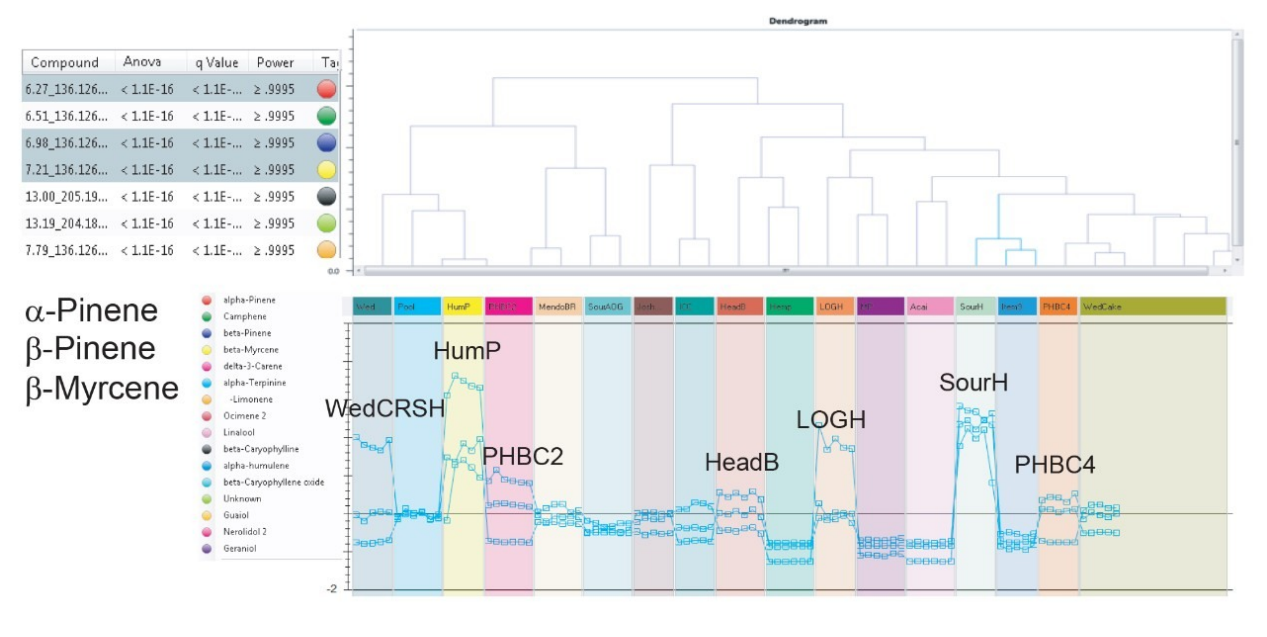 Dendrogram
Compound Anova q Value Power Ta
6.27_136.126... < 1.1E-16 < 1.1E-... ≥ .9995
6.51_136.126... < 1.1E-16 < 1.1E-... ≥ .9995
6.98_136.126... < 1.1E-16 < 1.1E-... ≥ .9995
7.21_136.126... < 1.1E-16 < 1.1E-... ≥ .9995
13.00_205.19... < 1.1E-16 < 1.1E-... ≥ .9995
13.19_204.18... < 1.1E-16 < 1.1E-... ≥ .9995
7.79_136.126... < 1.1E-16 < 1.1E-... ≥ .9995
0.0
α-Pinene
β-Pinene
β-Myrcene
alpha-Pinene
Camphene
beta-Pinene
beta-Myrcene
delta-3-Carene
alpha-Terpinine
-Limonene
Ocimene 2
Linalool
beta-Caryophylline
alpha-humulene
beta-Caryophyllene oxide
Unknown
Guaiol
Nerolidol 2
Geraniol
Wed Pool HumP MendoBR SourAOG HeadB Hemp LOGH Acai SourH PHBC4 WedCake
HumP
WedCRSH
PHBC2
HeadB
LOGH
SourH
PHBC4
-2